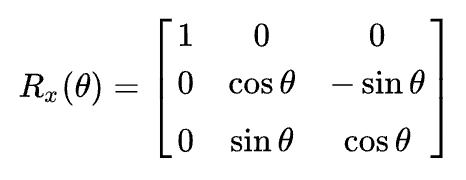 1 0 0
R_x(θ) = 0 cos θ − sin θ
0 sin θ cos θ